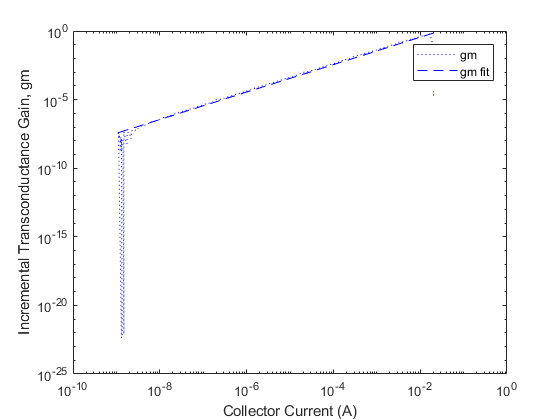 10^0
10^-5
10^-10
10^-15
10^-20
10^-25
Incremental Transconductance Gain, gm
gm
gm fit
10^-10 10^-8 10^-6 10^-4 10^-2 10^0
Collector Current (A)